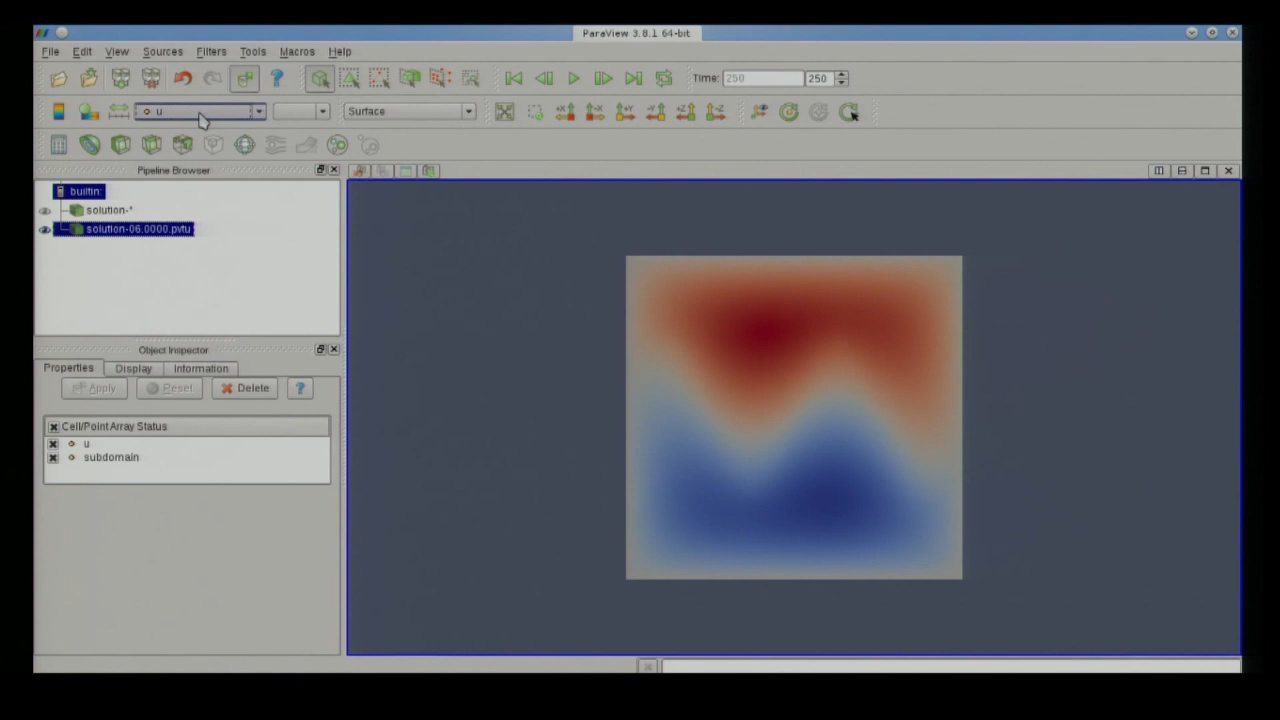 ParaView 3.8.1 64-bit
File Edit View Sources Filters Tools Macros Help
Time: 250 250
u Surface
Pipeline Browser
builtin:
solution-*
solution-06.0000.pvtu
Object Inspector
Properties Display Information
Apply Reset Delete ?
Cell/Point Array Status
u
subdomain